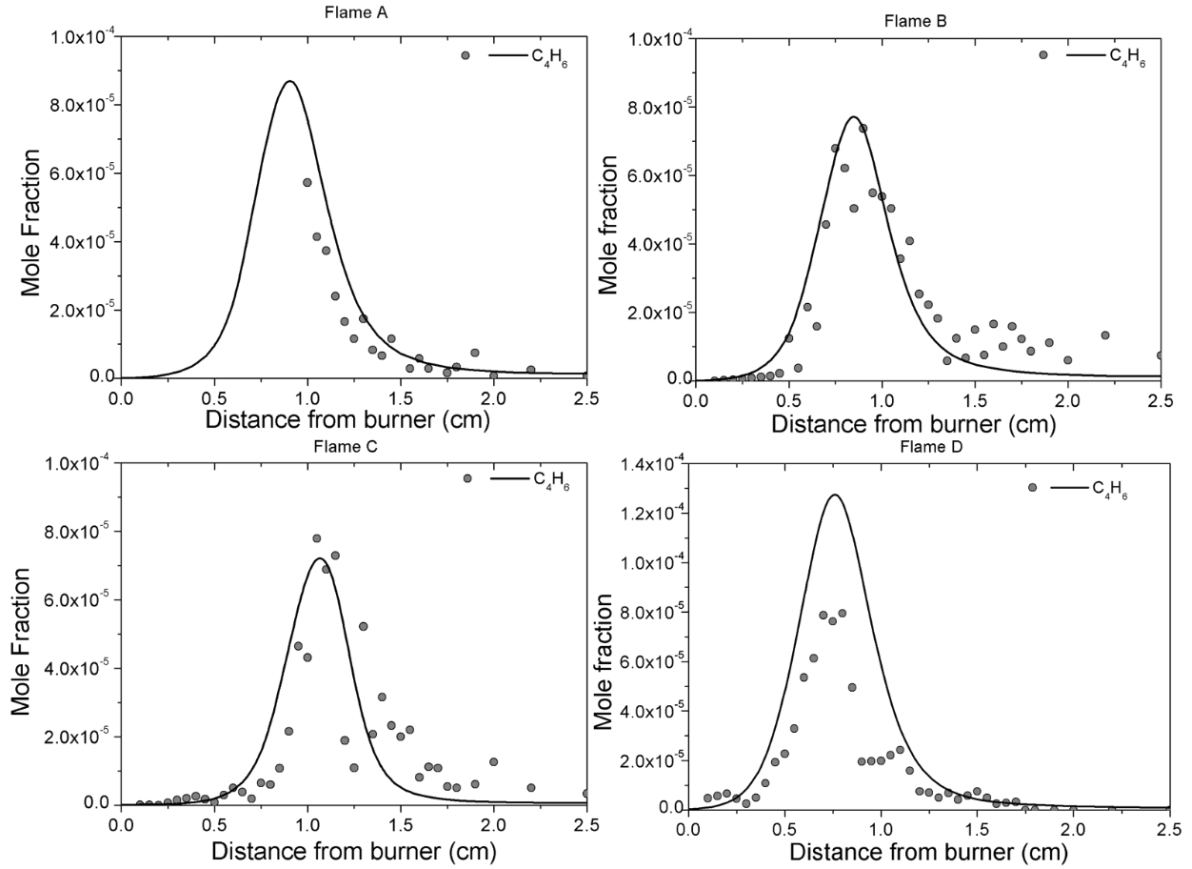 Flame A
1.0x10⁻⁴
8.0x10⁻⁵
6.0x10⁻⁵
4.0x10⁻⁵
2.0x10⁻⁵
0.0
Mole Fraction
C₄H₆
0.0 0.5 1.0 1.5 2.0 2.5
Distance from burner (cm)
Flame B
1.0x10⁻⁴
8.0x10⁻⁵
6.0x10⁻⁵
4.0x10⁻⁵
2.0x10⁻⁵
0.0
Mole fraction
C₄H₆
0.0 0.5 1.0 1.5 2.0 2.5
Distance from burner (cm)
Flame C
1.0x10⁻⁴
8.0x10⁻⁵
6.0x10⁻⁵
4.0x10⁻⁵
2.0x10⁻⁵
0.0
Mole Fraction
C₄H₆
0.0 0.5 1.0 1.5 2.0 2.5
Distance from burner (cm)
Flame D
1.4x10⁻⁴
1.2x10⁻⁴
1.0x10⁻⁴
8.0x10⁻⁵
6.0x10⁻⁵
4.0x10⁻⁵
2.0x10⁻⁵
0.0
Mole fraction
C₄H₆
0.0 0.5 1.0 1.5 2.0 2.5
Distance from burner (cm)